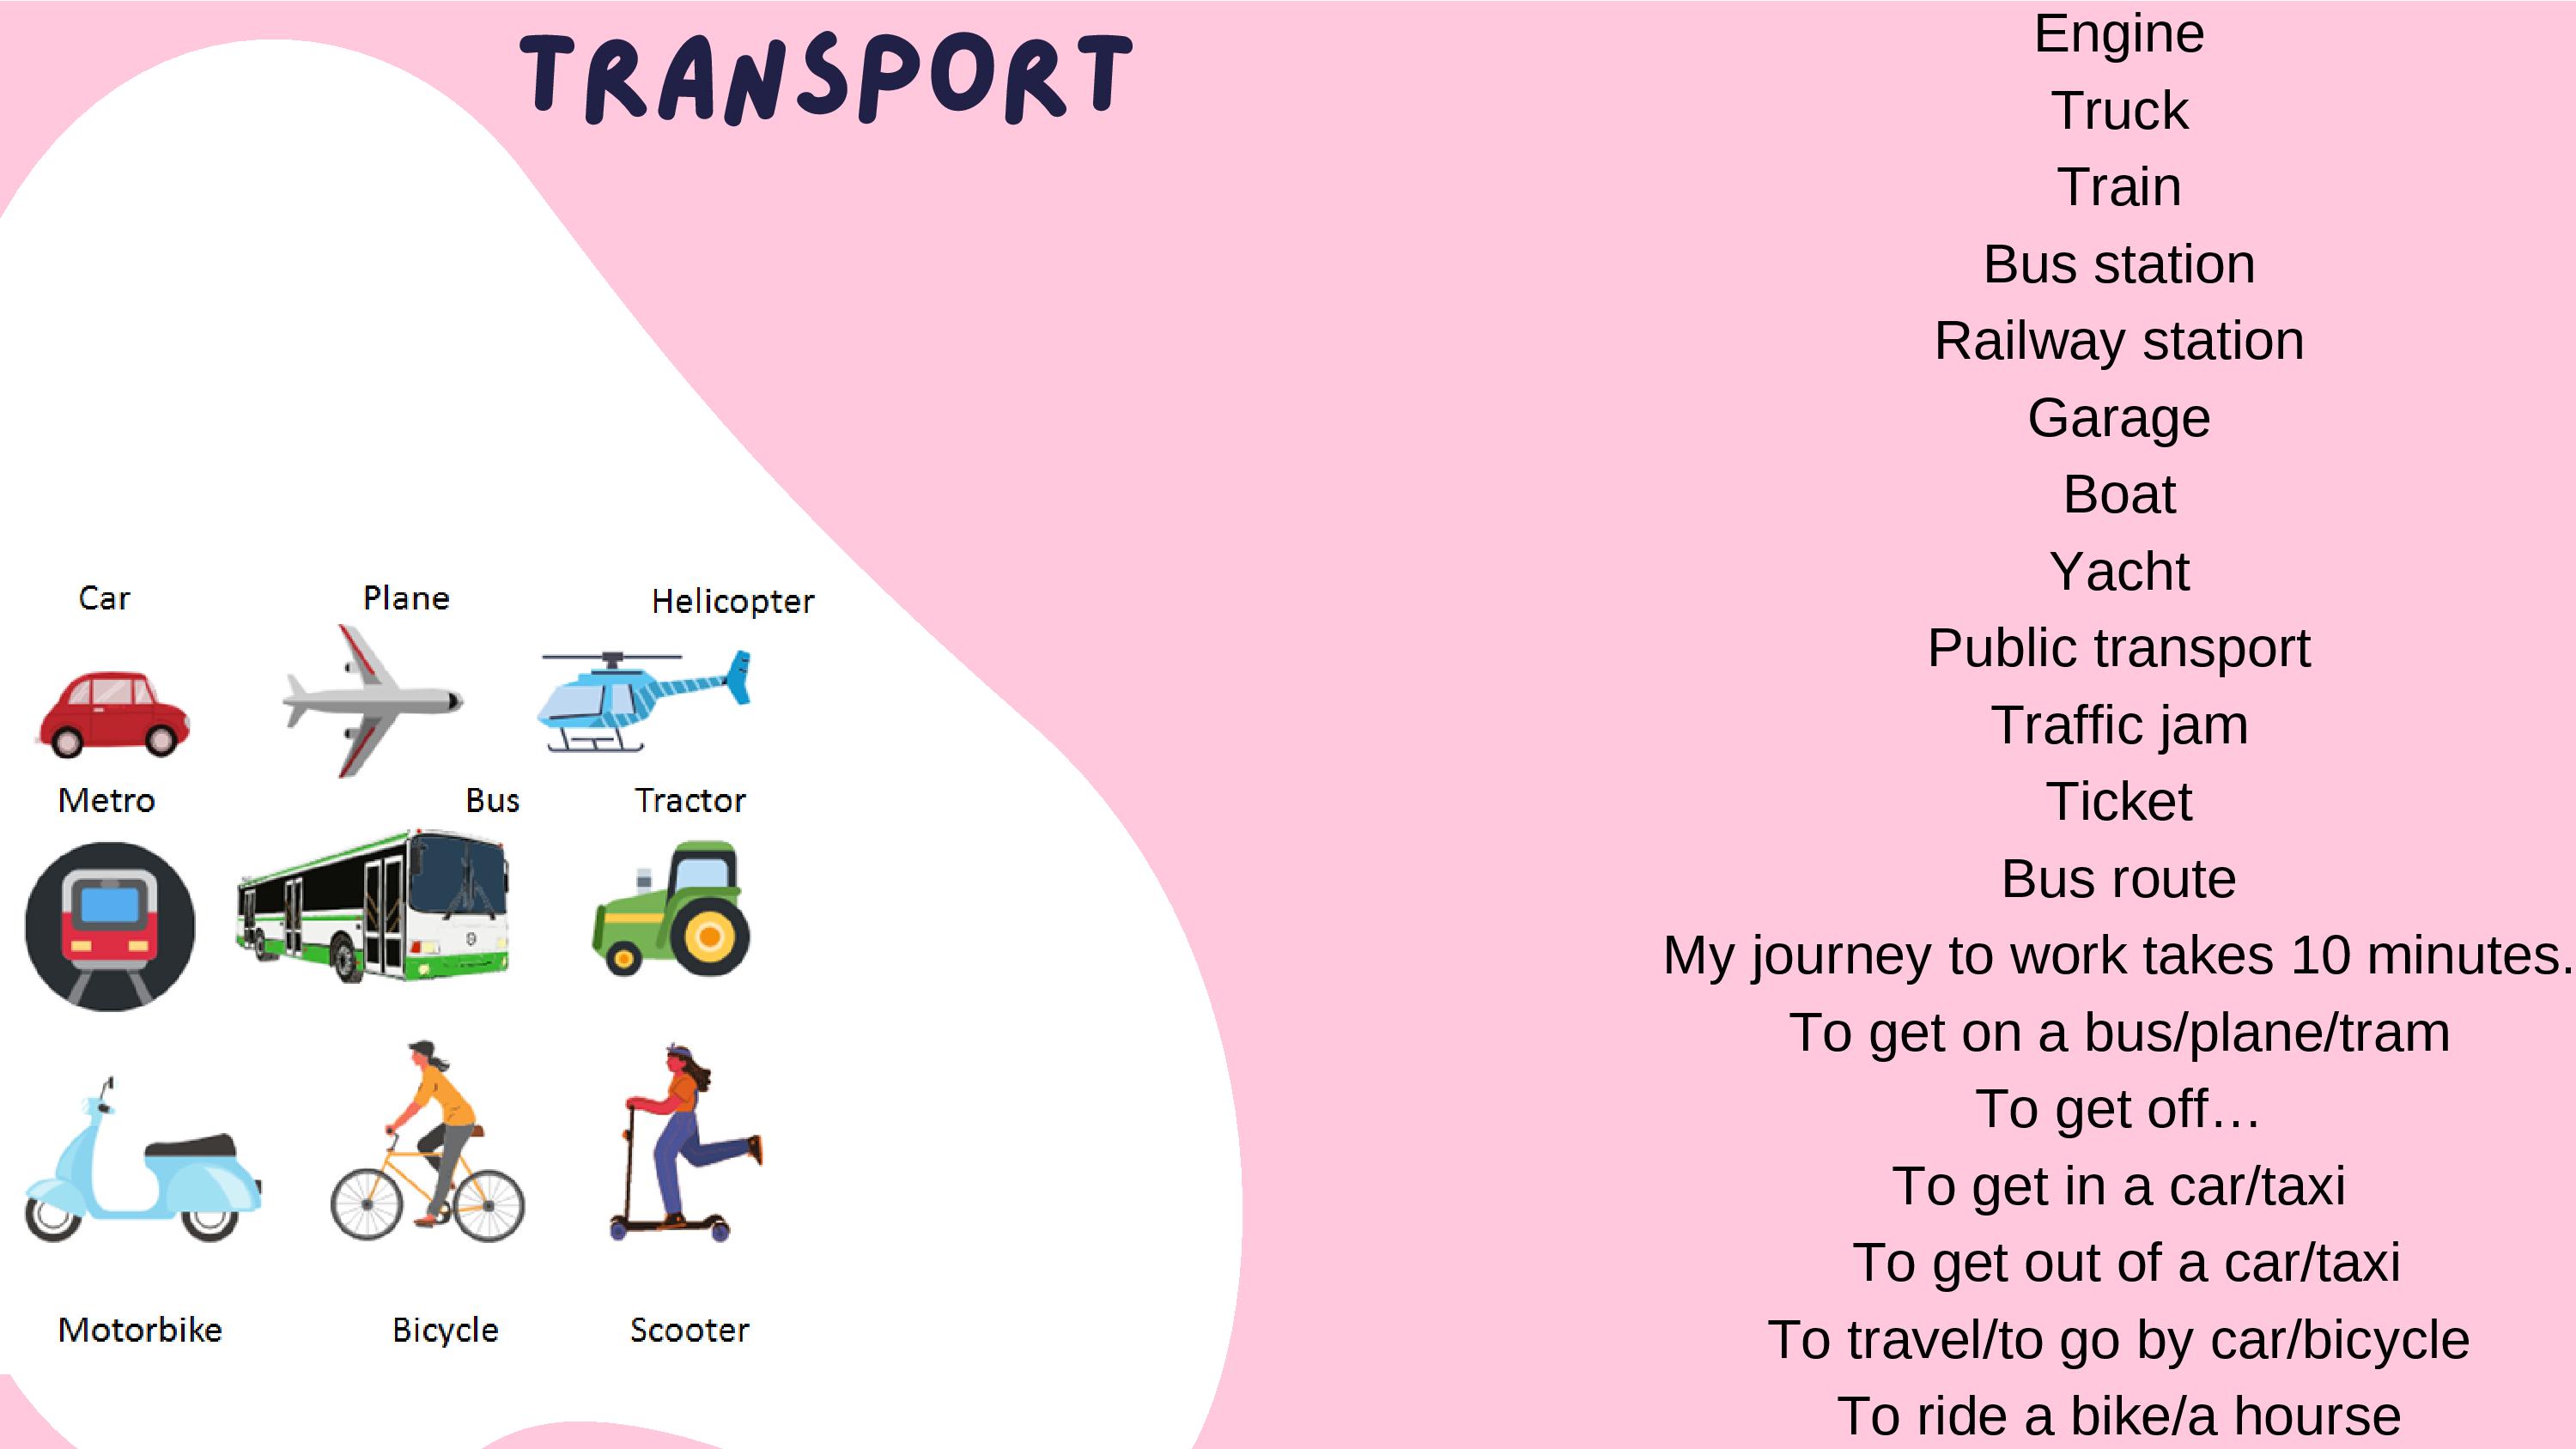 TRANSPORT
Car Plane Helicopter
Metro Bus Tractor
Motorbike Bicycle Scooter
Engine
Truck
Train
Bus station
Railway station
Garage
Boat
Yacht
Public transport
Traffic jam
Ticket
Bus route
My journey to work takes 10 minutes.
To get on a bus/plane/tram
To get off…
To get in a car/taxi
To get out of a car/taxi
To travel/to go by car/bicycle
To ride a bike/a hourse